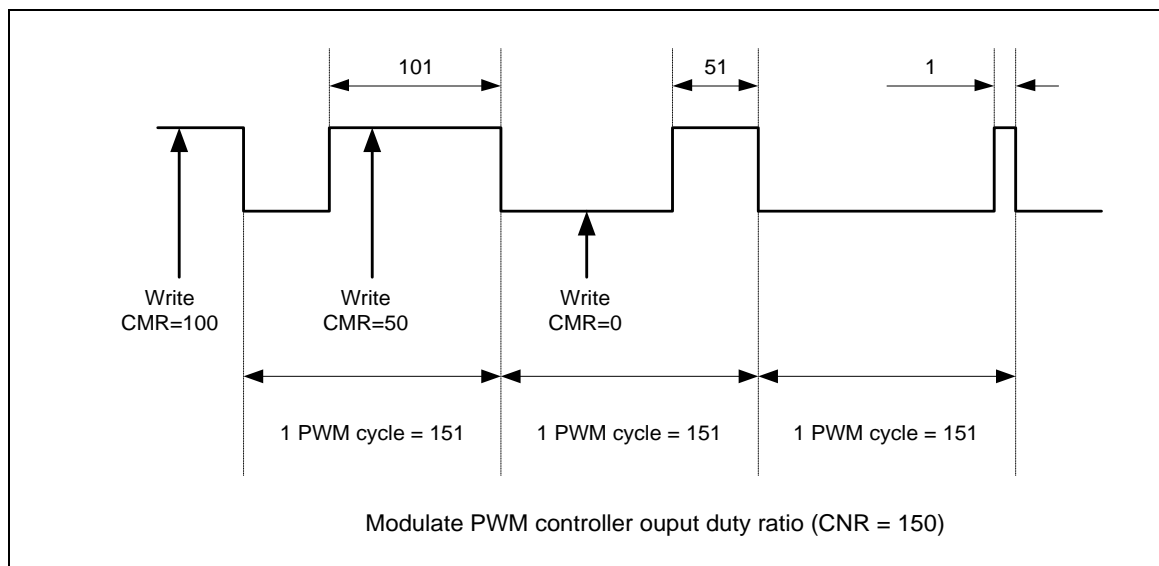 101
51
1
Write
CMR=100
Write
CMR=50
Write
CMR=0
1 PWM cycle = 151
1 PWM cycle = 151
1 PWM cycle = 151
Modulate PWM controller ouput duty ratio (CNR = 150)